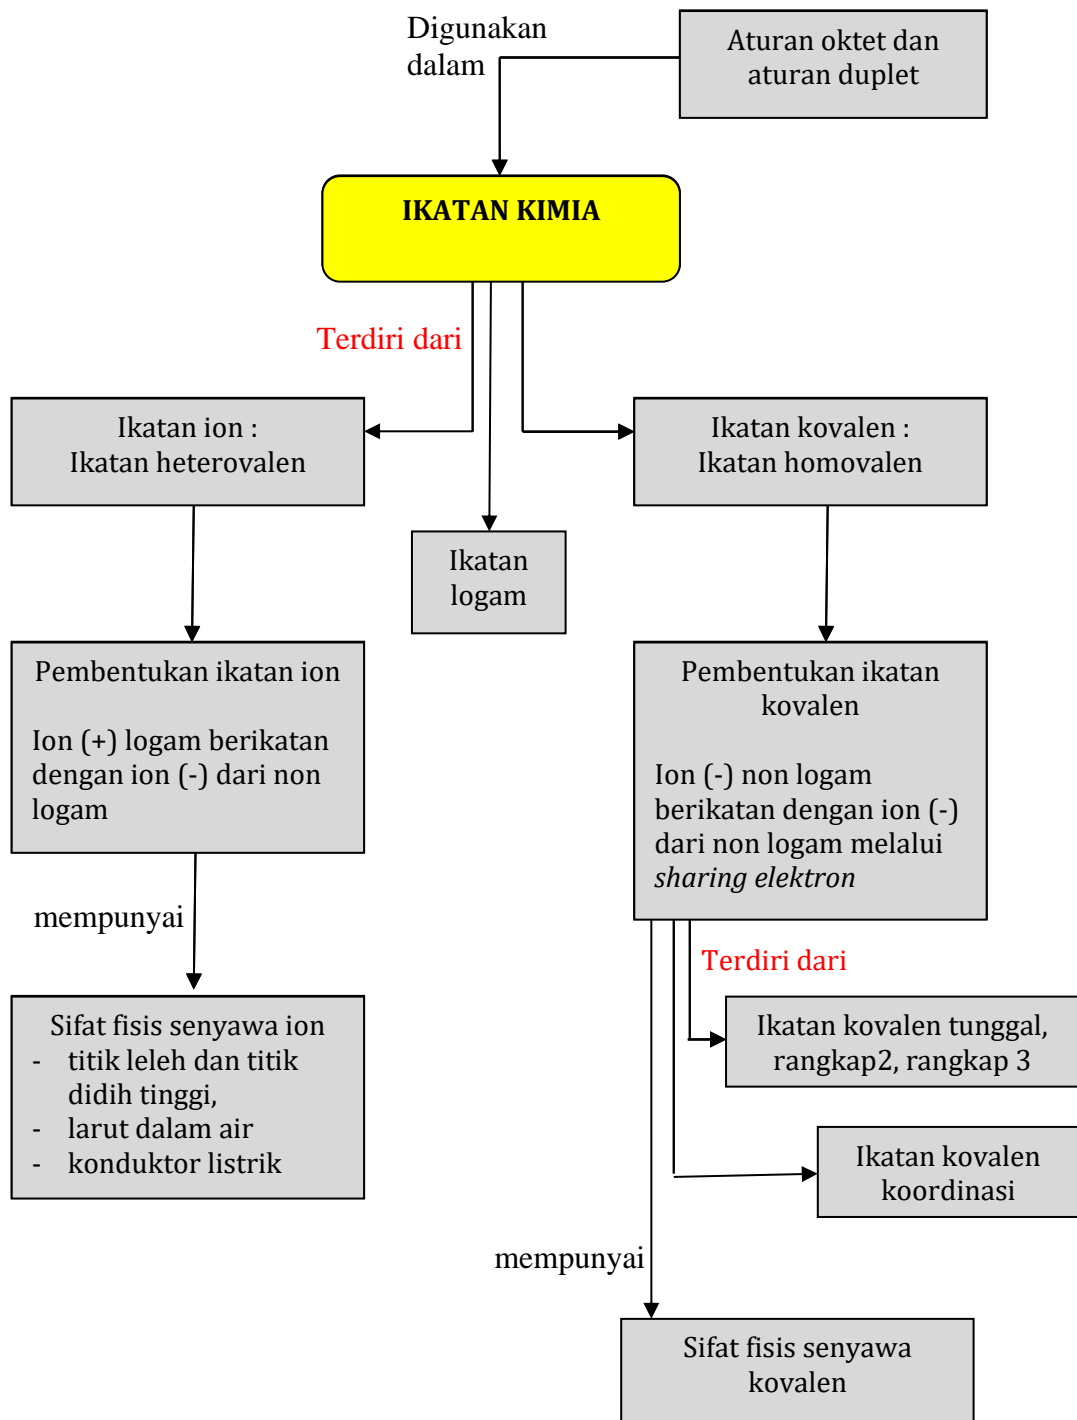 Digunakan
dalam
Aturan oktet dan
aturan duplet
IKATAN KIMIA
Terdiri dari
Ikatan ion :
Ikatan heterovalen
Ikatan kovalen :
Ikatan homovalen
Ikatan
logam
Pembentukan ikatan ion
Ion (+) logam berikatan
dengan ion (-) dari non
logam
Pembentukan ikatan
kovalen
Ion (-) non logam
berikatan dengan ion (-)
dari non logam melalui
sharing elektron
mempunyai
Terdiri dari
Sifat fisis senyawa ion
- titik leleh dan titik
didih tinggi,
- larut dalam air
- konduktor listrik
Ikatan kovalen tunggal,
rangkap2, rangkap 3
Ikatan kovalen
koordinasi
mempunyai
Sifat fisis senyawa
kovalen